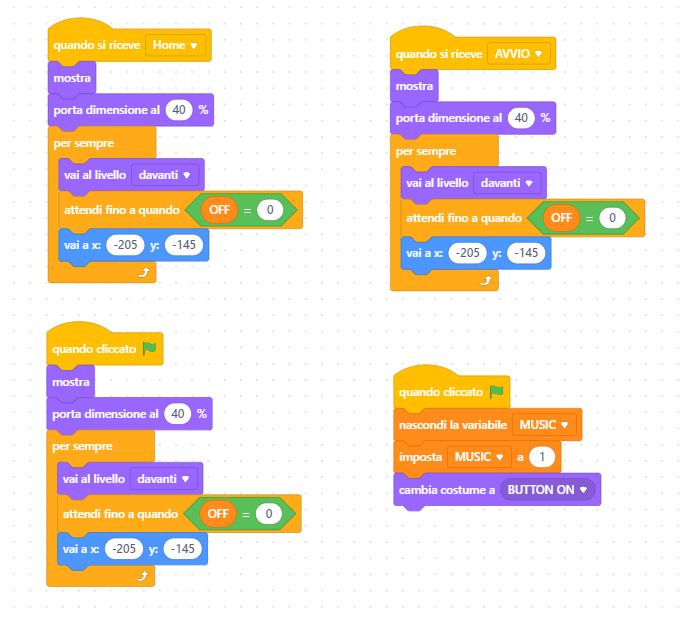 quando si riceve Home
mostra
porta dimensione al 40 %
per sempre
vai al livello davanti
attendi fino a quando OFF = 0
vai a x: -205 y: -145
quando si riceve AVVIO
mostra
porta dimensione al 40 %
per sempre
vai al livello davanti
attendi fino a quando OFF = 0
vai a x: -205 y: -145
quando cliccato
mostra
porta dimensione al 40 %
per sempre
vai al livello davanti
attendi fino a quando OFF = 0
vai a x: -205 y: -145
quando cliccato
nascondi la variabile MUSIC
imposta MUSIC a 1
cambia costume a BUTTON ON